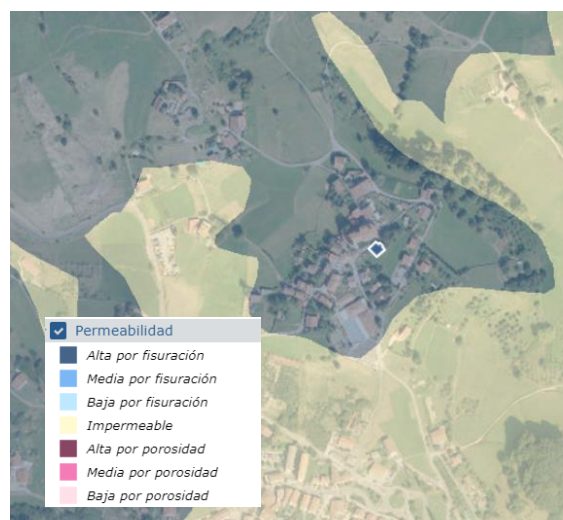 Permeabilidad
Alta por fisuración
Media por fisuración
Baja por fisuración
Impermeable
Alta por porosidad
Media por porosidad
Baja por porosidad